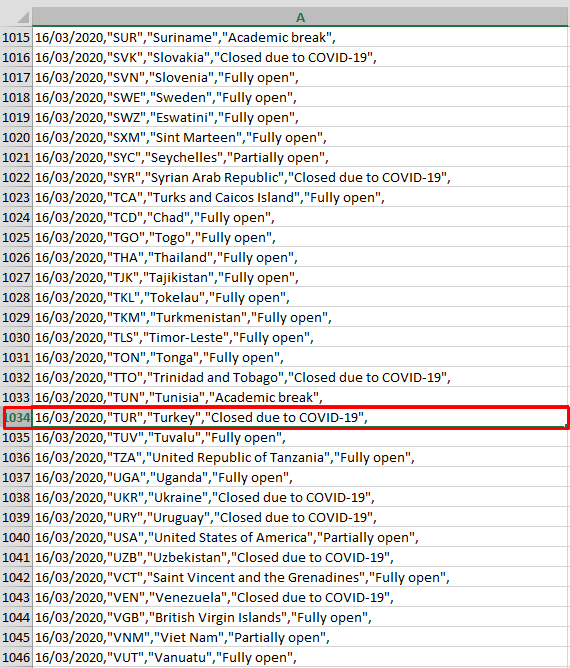 A
1015 16/03/2020,"SUR","Suriname","Academic break",
1016 16/03/2020,"SVK","Slovakia","Closed due to COVID-19",
1017 16/03/2020,"SVN","Slovenia","Fully open",
1018 16/03/2020,"SWE","Sweden","Fully open",
1019 16/03/2020,"SWZ","Eswatini","Fully open",
1020 16/03/2020,"SXM","Sint Marteen","Fully open",
1021 16/03/2020,"SYC","Seychelles","Partially open",
1022 16/03/2020,"SYR","Syrian Arab Republic","Closed due to COVID-19",
1023 16/03/2020,"TCA","Turks and Caicos Island","Fully open",
1024 16/03/2020,"TCD","Chad","Fully open",
1025 16/03/2020,"TGO","Togo","Fully open",
1026 16/03/2020,"THA","Thailand","Fully open",
1027 16/03/2020,"TJK","Tajikistan","Fully open",
1028 16/03/2020,"TKL","Tokelau","Fully open",
1029 16/03/2020,"TKM","Turkmenistan","Fully open",
1030 16/03/2020,"TLS","Timor-Leste","Fully open",
1031 16/03/2020,"TON","Tonga","Fully open",
1032 16/03/2020,"TTO","Trinidad and Tobago","Closed due to COVID-19",
1033 16/03/2020,"TUN","Tunisia","Academic break",
1034 16/03/2020,"TUR","Turkey","Closed due to COVID-19",
1035 16/03/2020,"TUV","Tuvalu","Fully open",
1036 16/03/2020,"TZA","United Republic of Tanzania","Fully open",
1037 16/03/2020,"UGA","Uganda","Fully open",
1038 16/03/2020,"UKR","Ukraine","Closed due to COVID-19",
1039 16/03/2020,"URY","Uruguay","Closed due to COVID-19",
1040 16/03/2020,"USA","United States of America","Partially open",
1041 16/03/2020,"UZB","Uzbekistan","Closed due to COVID-19",
1042 16/03/2020,"VCT","Saint Vincent and the Grenadines","Fully open",
1043 16/03/2020,"VEN","Venezuela","Closed due to COVID-19",
1044 16/03/2020,"VGB","British Virgin Islands","Fully open",
1045 16/03/2020,"VNM","Viet Nam","Partially open",
1046 16/03/2020,"VUT","Vanuatu","Fully open",